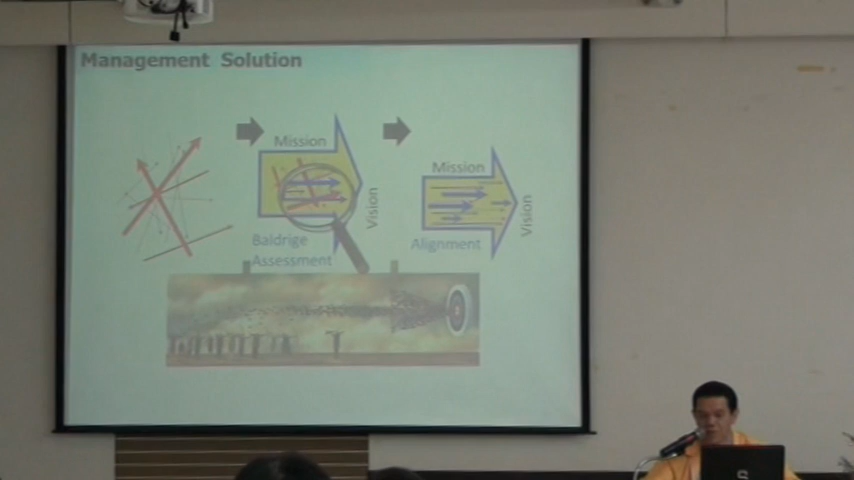 Management Solution
Mission
Vision
Baldrige
Assessment
Mission
Vision
Alignment
S